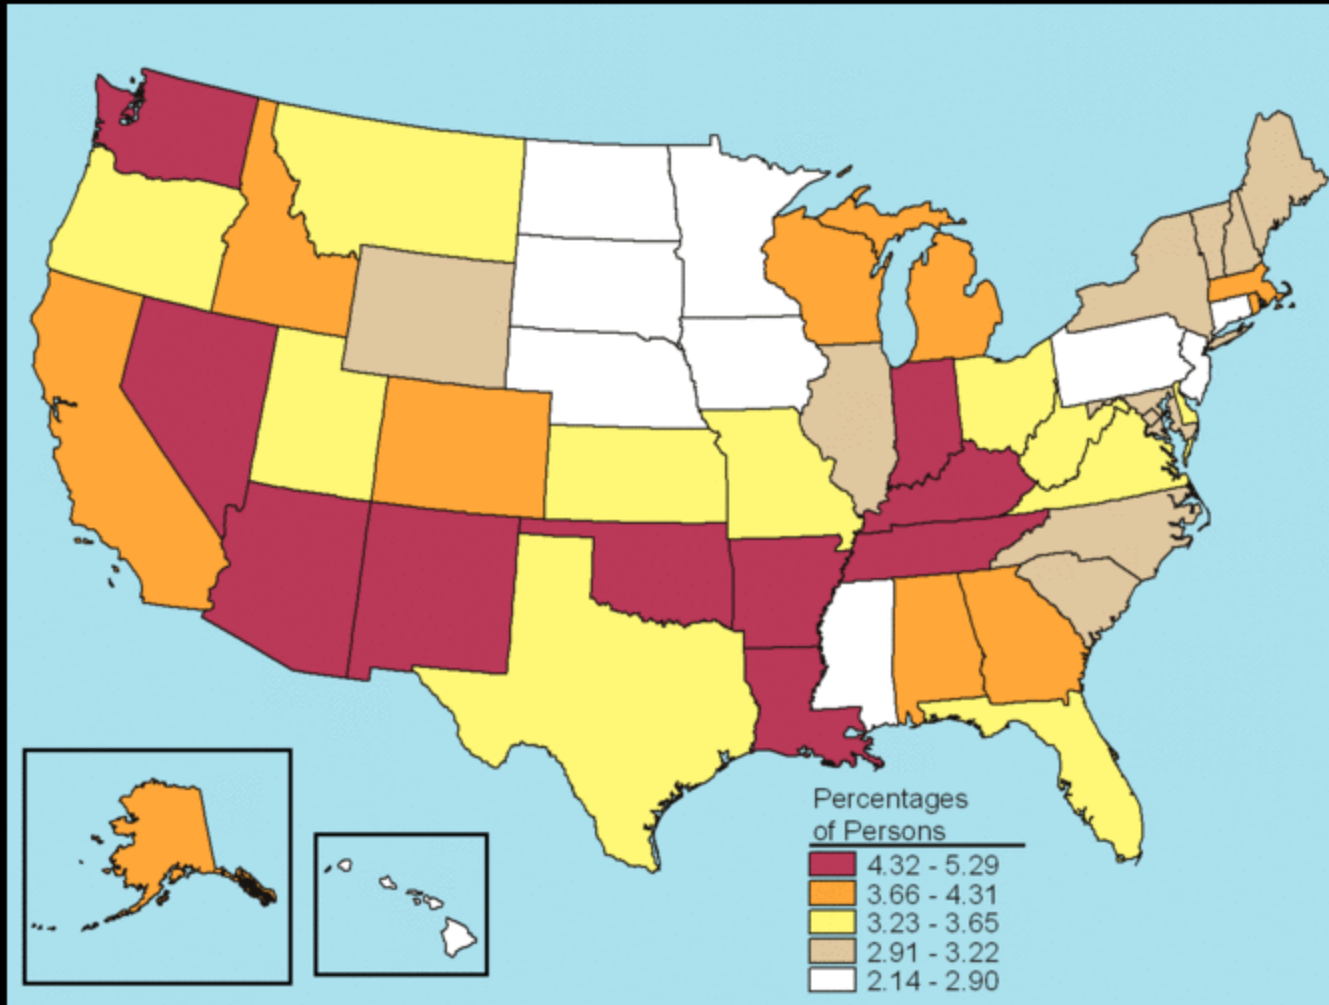 Percentages
of Persons
4.32 - 5.29
3.66 - 4.31
3.23 - 3.65
2.91 - 3.22
2.14 - 2.90